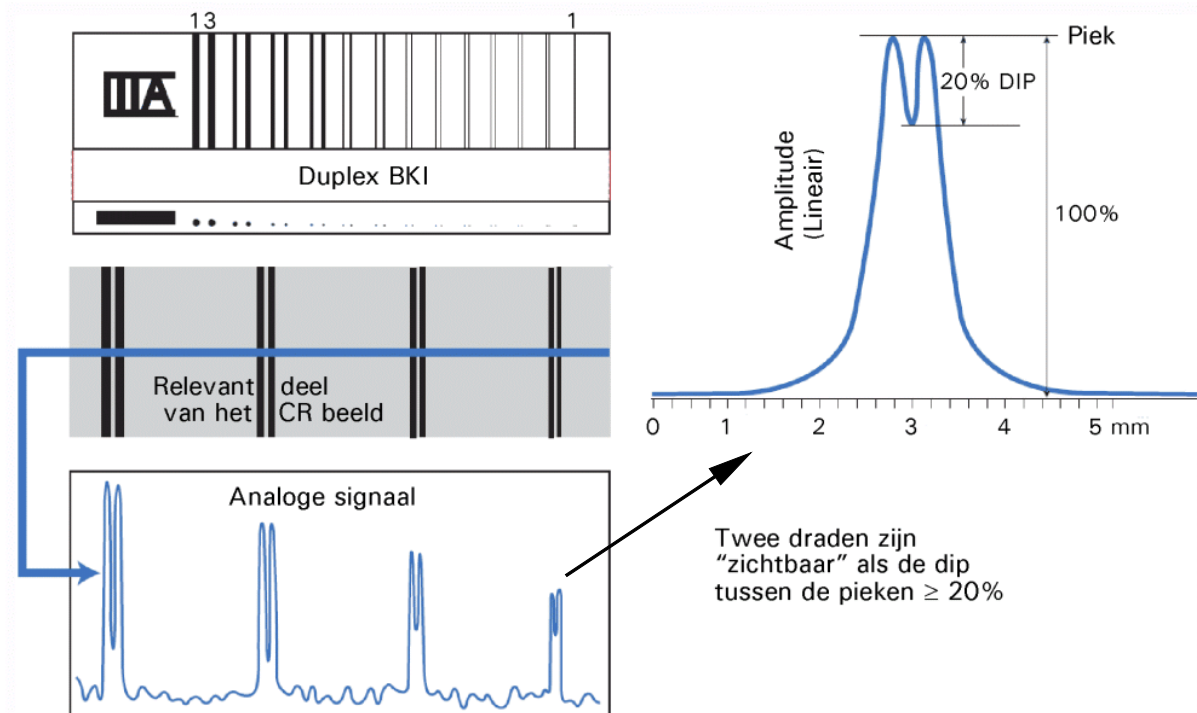 13 1
IIIA
Duplex BKI
Relevant deel
van het CR beeld
Analoge signaal
Piek
20% DIP
100%
Amplitude
(Lineair)
0 1 2 3 4 5 mm
Twee draden zijn
“zichtbaar” als de dip
tussen de pieken ≥ 20%